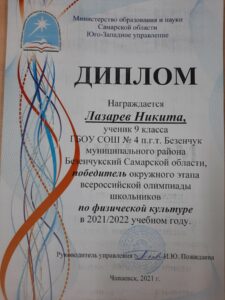 Министерство образования и науки
Самарской области
Юго-Западное управление
ДИПЛОМ
Награждается
Лазарев Никита,
ученик 9 класса
ГБОУ СОШ № 4 п.г.т. Безенчук
муниципального района
Безенчукский Самарской области,
победитель окружного этапа
всероссийской олимпиады
школьников
по физической культуре
в 2021/2022 учебном году.
Руководитель управления И.Ю. Пожидаева
Чапаевск, 2021 г.